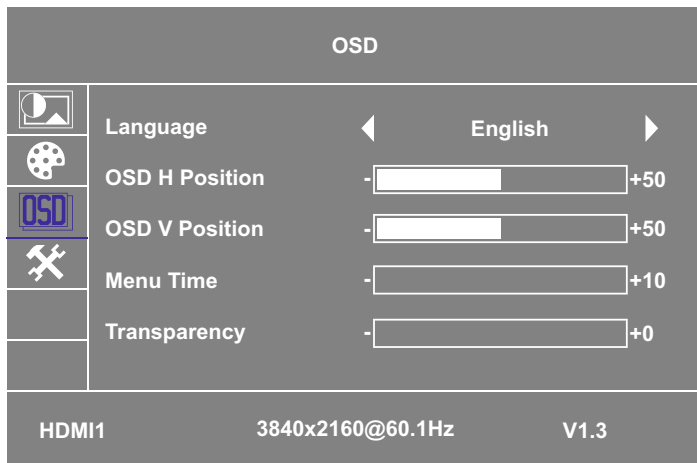 OSD
Language English
OSD H Position - +50
OSD
OSD V Position - +50
Menu Time - +10
Transparency - +0
HDMI1 3840x2160@60.1Hz V1.3